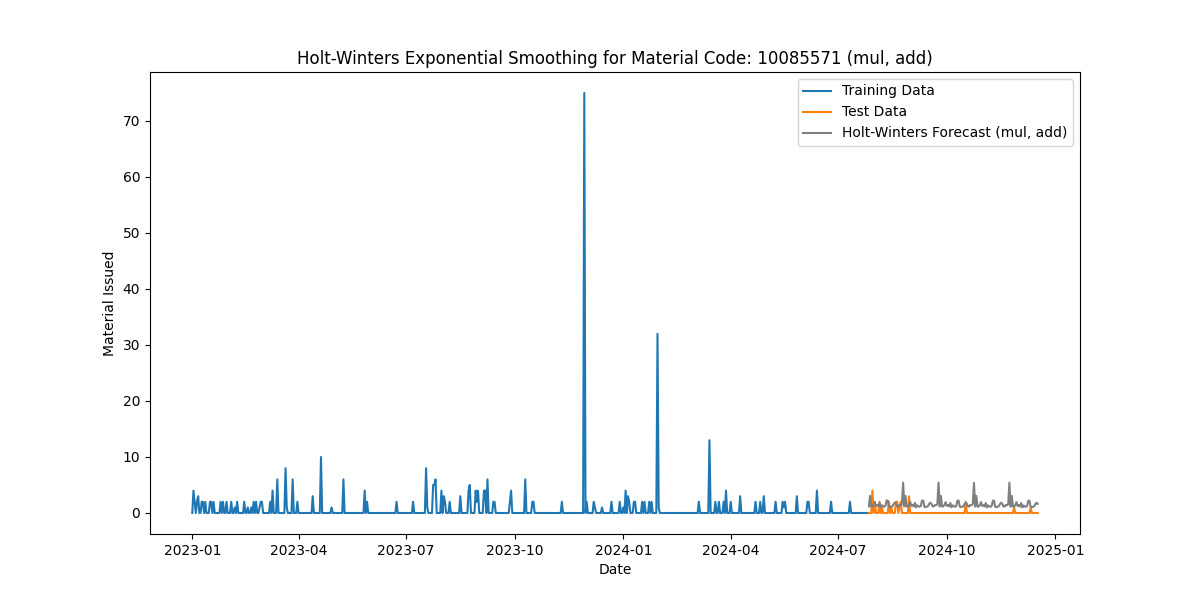 Holt-Winters Exponential Smoothing for Material Code: 10085571 (mul, add)
Training Data
Test Data
Holt-Winters Forecast (mul, add)
Material Issued
70
60
50
40
30
20
10
0
2023-01
2023-04
2023-07
2023-10
2024-01
2024-04
2024-07
2024-10
2025-01
Date